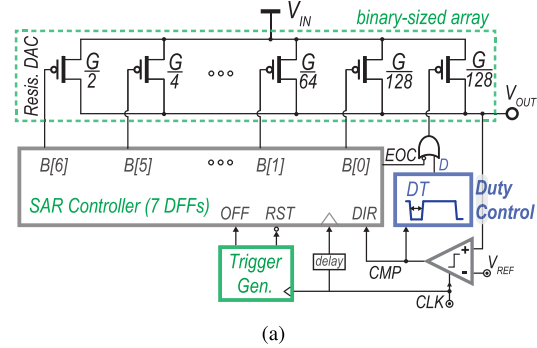 V_IN
binary-sized array
Resis. DAC
G/2
G/4
G/64
G/128
G/128
V_OUT
EOC
D
B[6]
B[5]
B[1]
B[0]
SAR Controller (7 DFFs)
OFF
RST
DIR
DT
Duty Control
Trigger Gen.
delay
CMP
+
-
V_REF
CLK
(a)